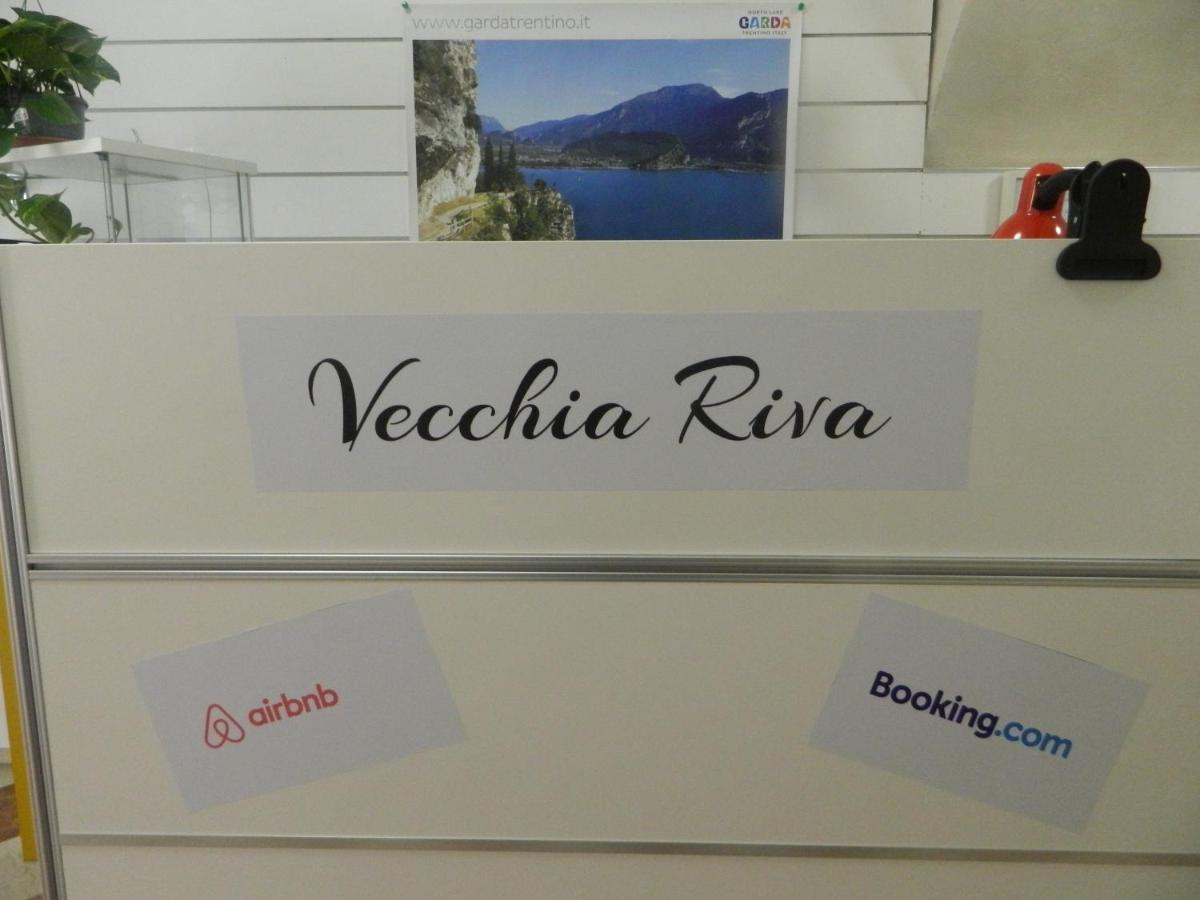 www.gardatrentino.it
NORTH LAKE
GARDA
TRENTINO ITALY
Vecchia Riva
airbnb
Booking.com